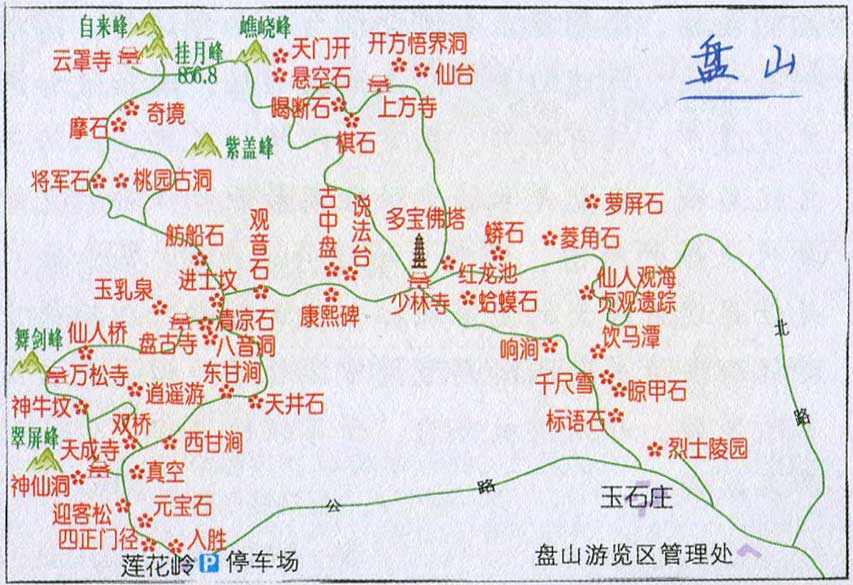 盘山
自来峰
嶕峣峰
云罩寺
挂月峰
856.8
天门开
悬空石
开方悟界洞
仙台
喝断石
上方寺
奇境
摩石
棋石
紫盖峰
将军石
桃园古洞
舫船石
观音石
古中盘
说法台
多宝佛塔
萝屏石
蟒石
菱角石
进士坟
红龙池
仙人观海
贞观遗踪
玉乳泉
康熙碑
少林寺
蛤蟆石
清凉石
盘古寺
八音洞
饮马潭
响涧
舞剑峰
仙人桥
万松寺
东甘涧
逍遥游
天井石
千尺雪
晾甲石
标语石
神牛坟
双桥
翠屏峰
天成寺
西甘涧
烈士陵园
神仙洞
真空
迎客松
元宝石
四正门径
入胜
莲花岭
P
停车场
公路
北路
玉石庄
盘山游览区管理处